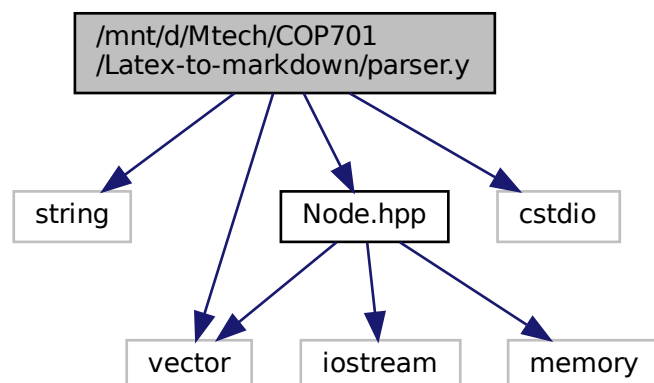 /mnt/d/Mtech/COP701
/Latex-to-markdown/parser.y
string
Node.hpp
cstdio
vector
iostream
memory